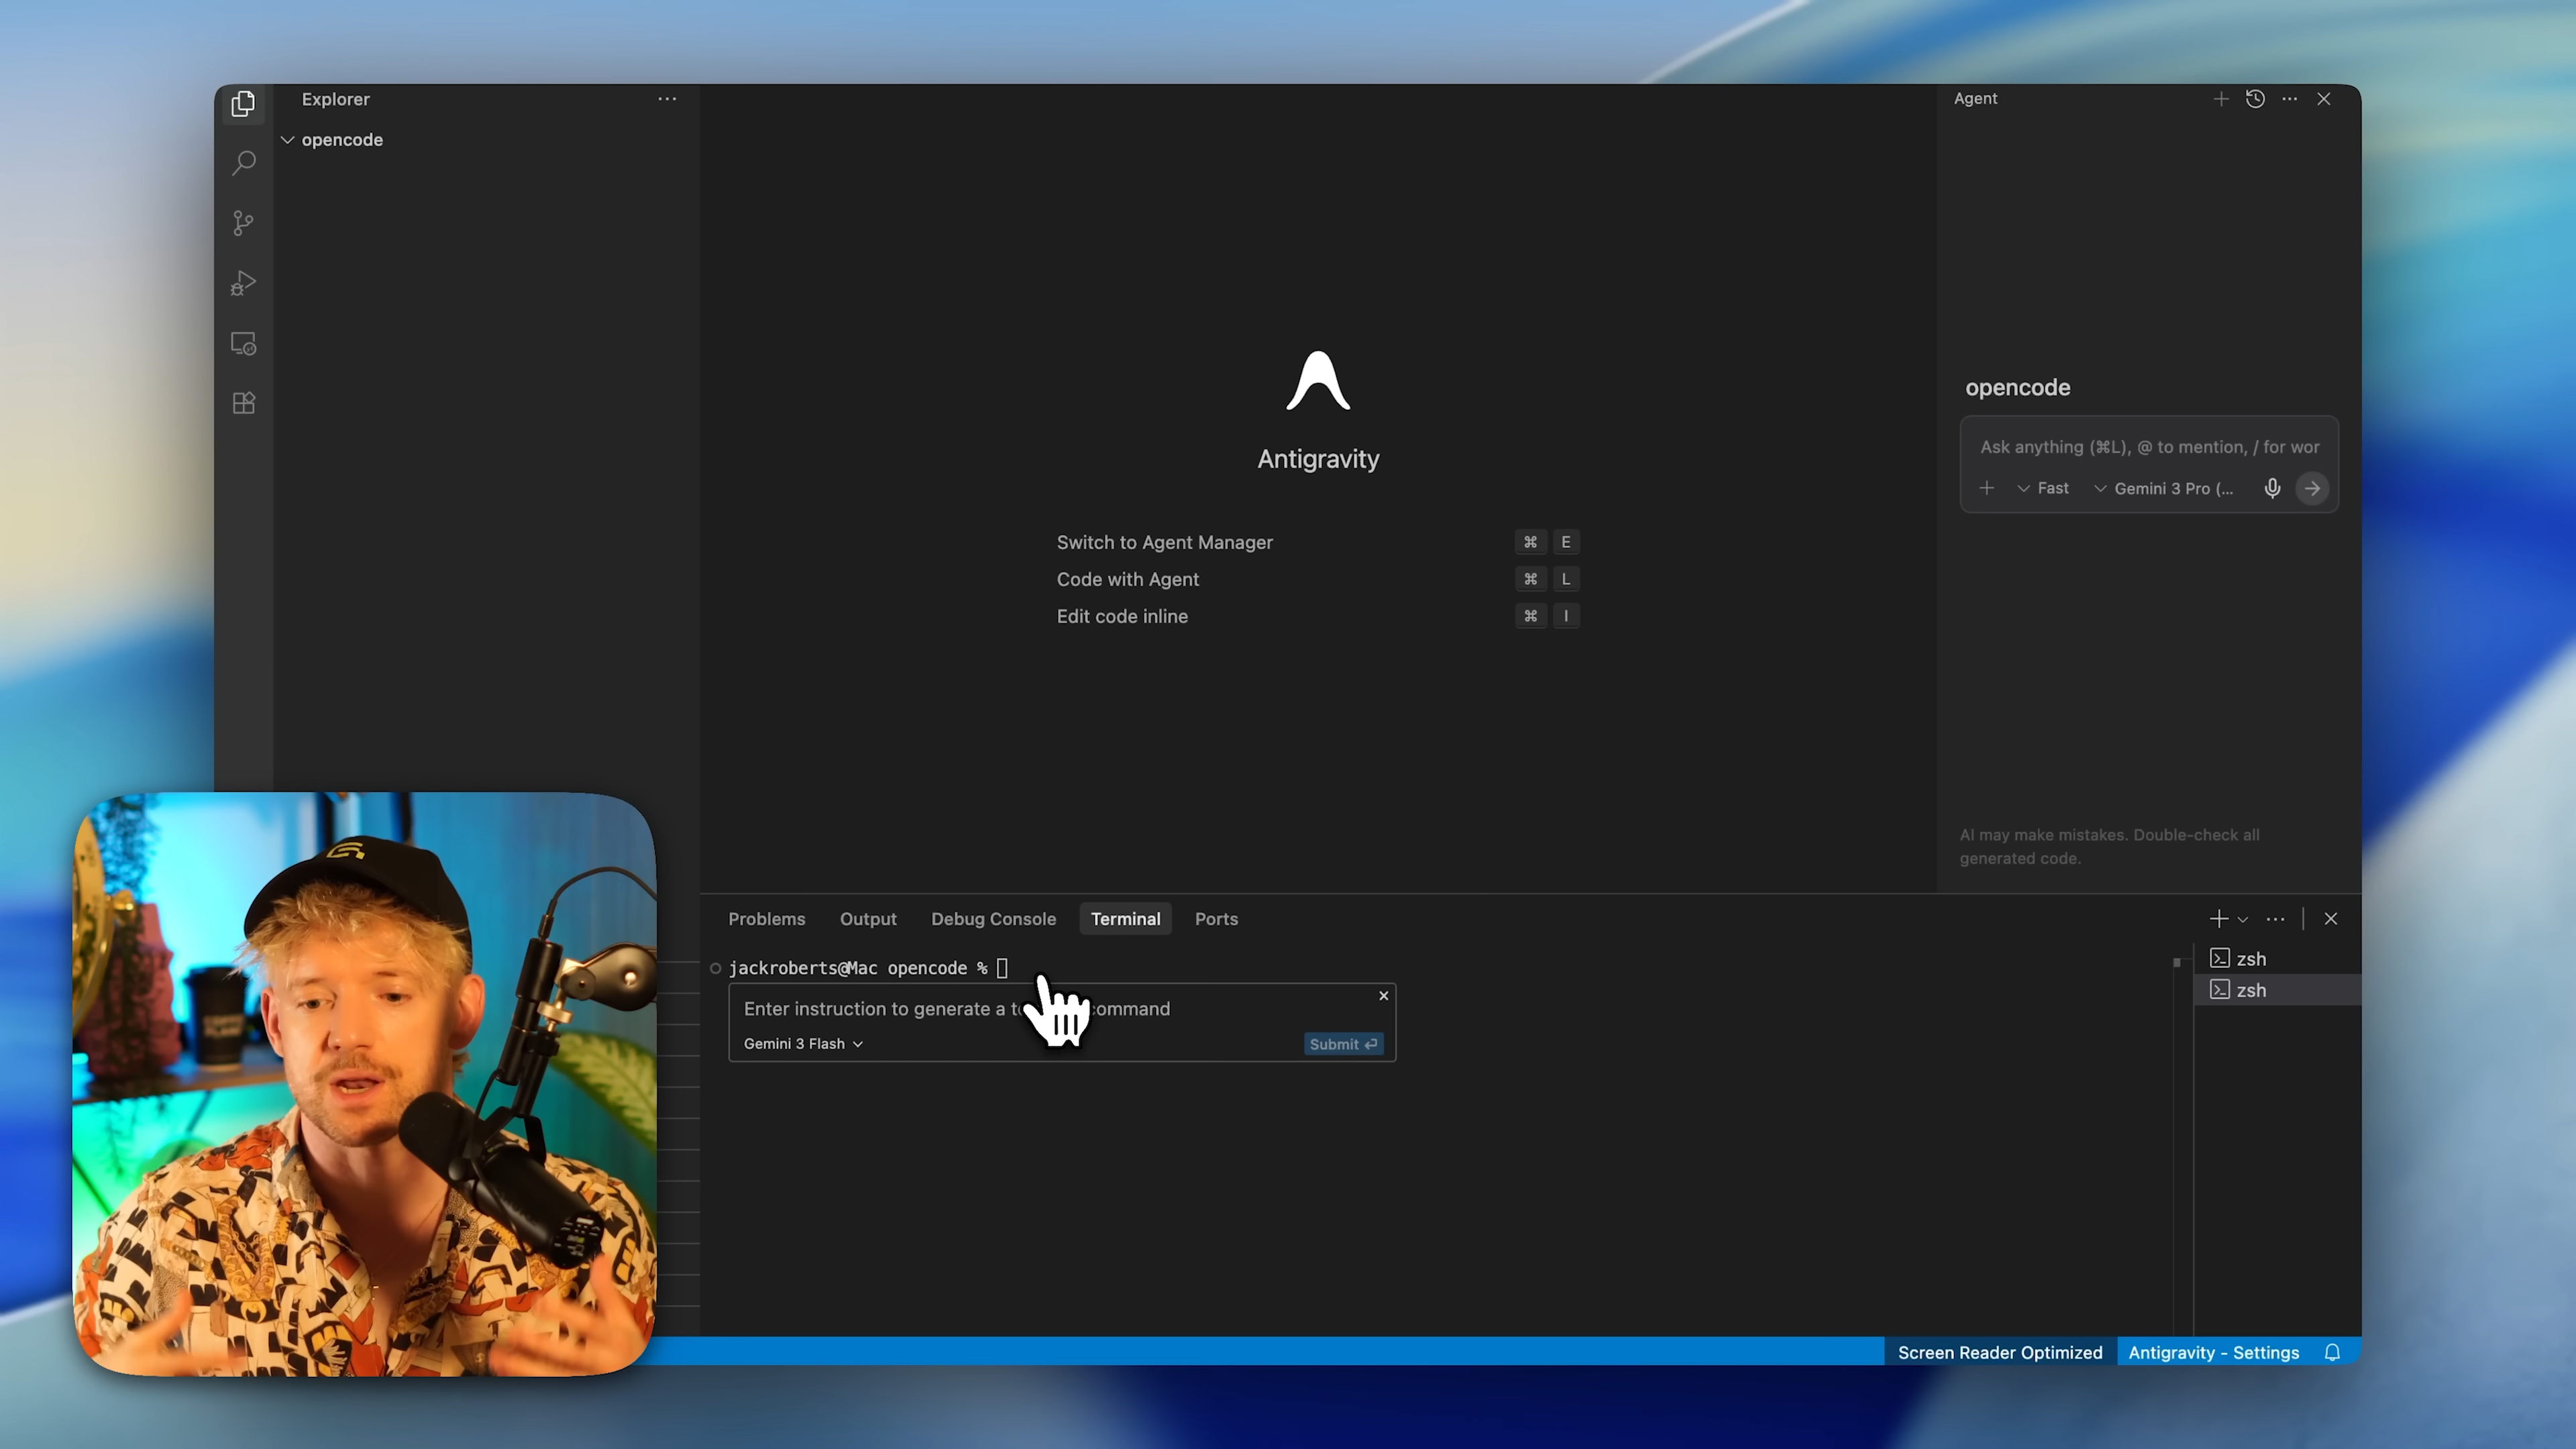 Explorer
opencode
Agent
Antigravity
Switch to Agent Manager ⌘ E
Code with Agent ⌘ L
Edit code inline ⌘ I
opencode
Ask anything (⌘L), @ to mention, / for wor
Fast
Gemini 3 Pro (...
AI may make mistakes. Double-check all
generated code.
Problems Output Debug Console Terminal Ports
jackroberts@Mac opencode %
Enter instruction to generate a command
Gemini 3 Flash
Submit
zsh
zsh
Screen Reader Optimized
Antigravity - Settings